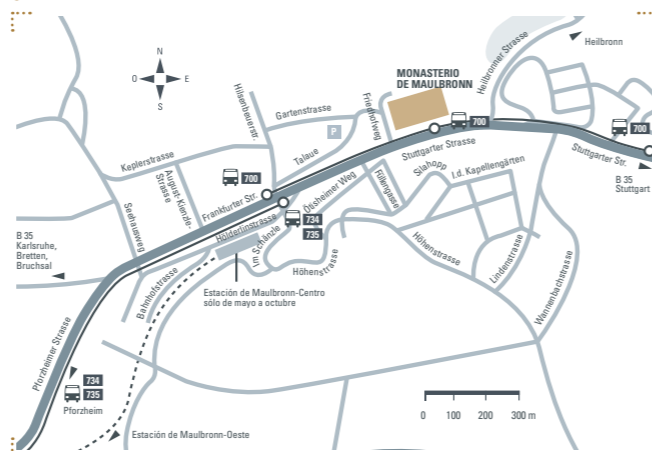 N
O
E
S
Heilbronner Strasse
Heilbronn
MONASTERIO
DE MAULBRONN
Hilsenbeuerstr.
Gartenstrasse
Friedhofweg
P
700
700
Talaue
Stuttgarter Strasse
Stuttgarter Str.
B 35
Stuttgart
Keplerstrasse
August-Kienzle-
Strasse
700
Frankfurter Str.
Ötisheimer Weg
Füllengasse
Silahopp
I.d. Kapellengärten
Seehausweg
734
735
Hölderlinstrasse
Im Schänzle
Höhenstrasse
Höhenstrasse
Lindenstrasse
Wannenbachstrasse
B 35
Karlsruhe,
Bretten,
Bruchsal
Bahnhofstrasse
Estación de Maulbronn-Centro
sólo de mayo a octubre
Pforzheimer Strasse
734
735
Pforzheim
0 100 200 300 m
Estación de Maulbronn-Oeste